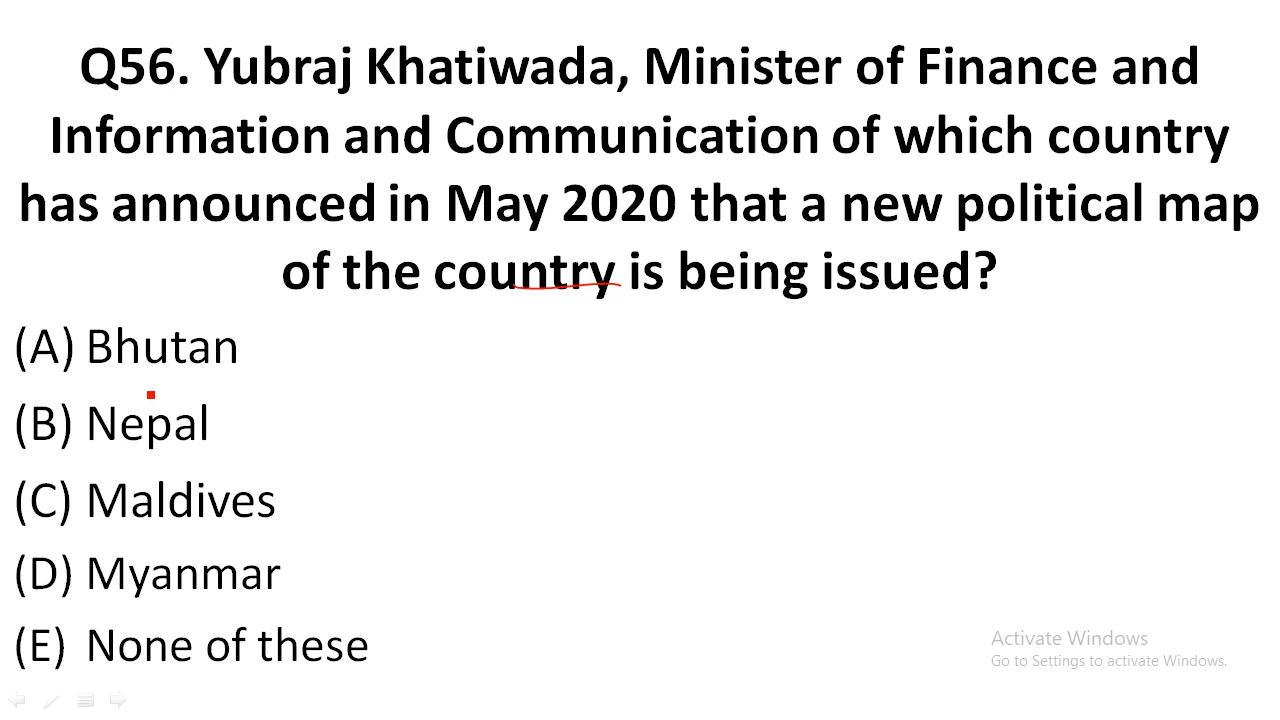 Q56. Yubraj Khatiwada, Minister of Finance and
Information and Communication of which country
has announced in May 2020 that a new political map
of the country is being issued?
(A) Bhutan
(B) Nepal
(C) Maldives
(D) Myanmar
(E) None of these
Activate Windows
Go to Settings to activate Windows.